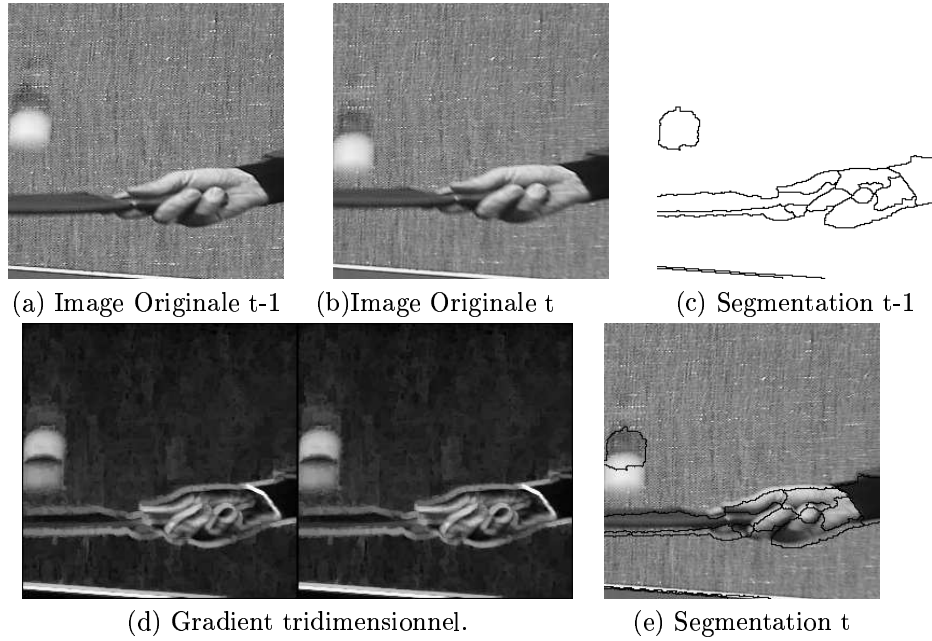 (a) Image Originale t-1
(b)Image Originale t
(c) Segmentation t-1
(d) Gradient tridimensionnel.
(e) Segmentation t